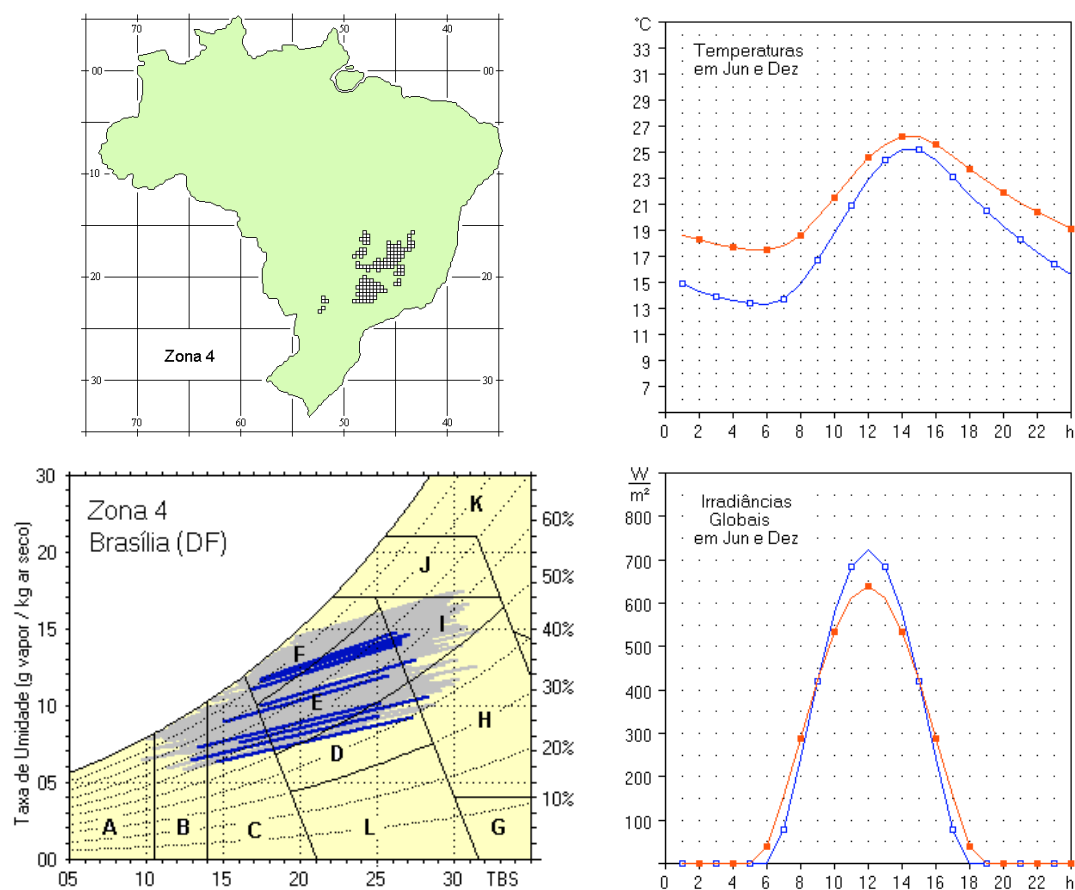 70
50
40
00
00
10
10
20
20
30
30
Zona 4
70
60
50
40
°C
Temperaturas
em Jun e Dez
33
31
29
27
25
23
21
19
17
15
13
11
9
7
0 2 4 6 8 10 12 14 16 18 20 22 h
Taxa de Umidade (g vapor / kg ar seco)
Zona 4
Brasília (DF)
30
25
20
15
10
05
00
60%
50%
40%
30%
20%
10%
K
J
I
F
E
H
D
A B C L G
05 10 15 20 25 30 TBS
W
m²
Irradiâncias
Globais
em Jun e Dez
800
700
600
500
400
300
200
100
0 2 4 6 8 10 12 14 16 18 20 22 h